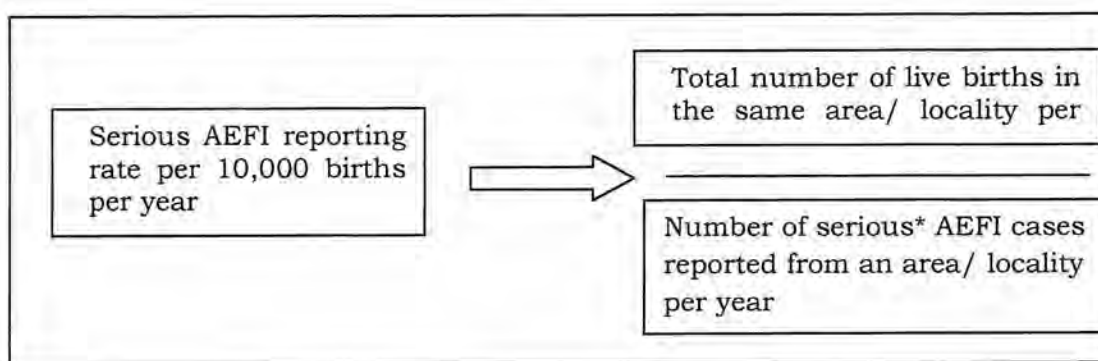 Serious AEFI reporting
rate per 10,000 births
per year
Total number of live births in
the same area/ locality per
Number of serious* AEFI cases
reported from an area/ locality
per year